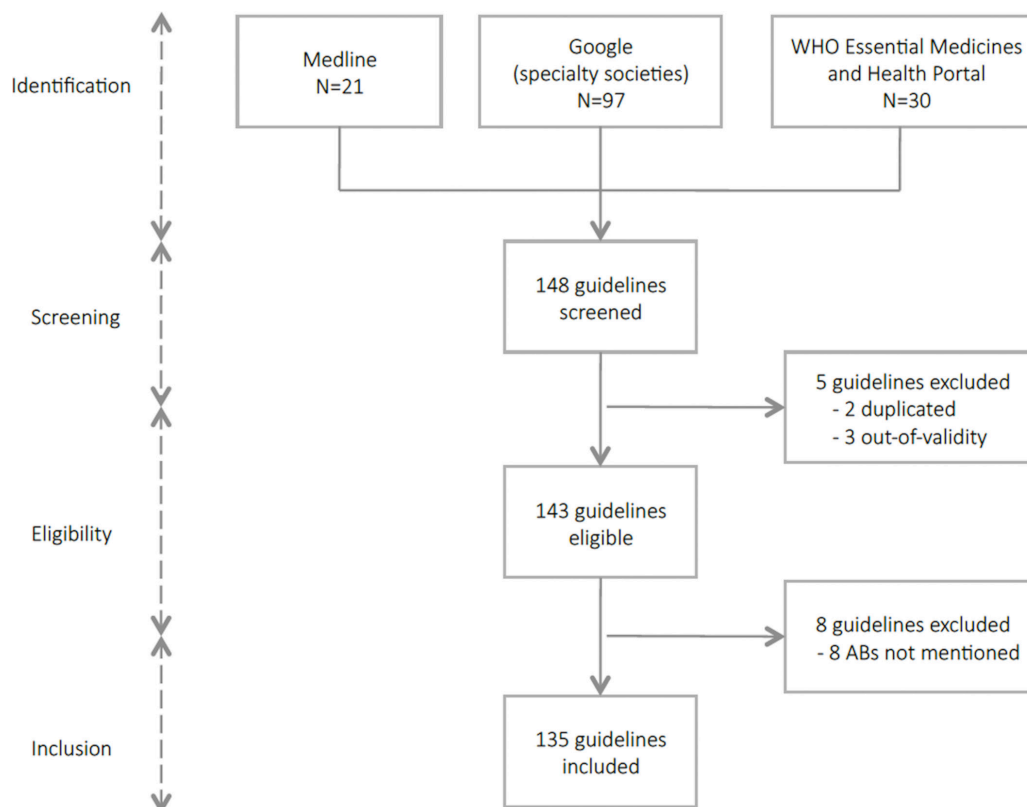 Identification
Medline
N=21
Google
(specialty societies)
N=97
WHO Essential Medicines
and Health Portal
N=30
Screening
148 guidelines
screened
5 guidelines excluded
- 2 duplicated
- 3 out-of-validity
Eligibility
143 guidelines
eligible
8 guidelines excluded
- 8 ABs not mentioned
Inclusion
135 guidelines
included